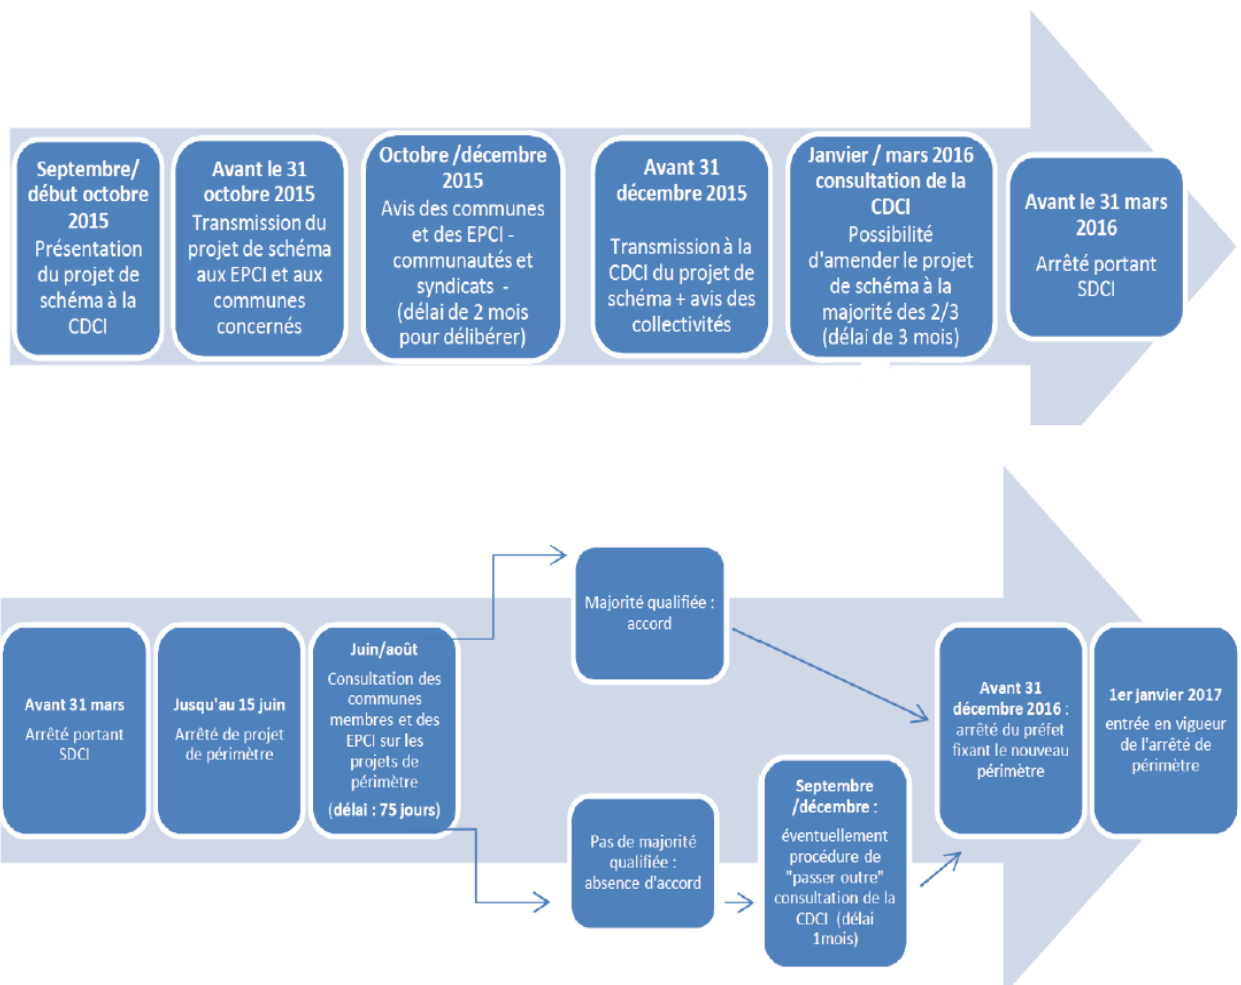 Septembre/
début octobre
2015
Présentation
du projet de
schéma à la
CDCI
Avant le 31
octobre 2015
Transmission du
projet de schéma
aux EPCI et aux
communes
concernés
Octobre /décembre
2015
Avis des communes
et des EPCI -
communautés et
syndicats -
(délai de 2 mois
pour délibérer)
Avant 31
décembre 2015
Transmission à la
CDCI du projet de
schéma + avis des
collectivités
Janvier / mars 2016
consultation de la
CDCI
Possibilité
d'amender le projet
de schéma à la
majorité des 2/3
(délai de 3 mois)
Avant le 31 mars
2016
Arrêté portant
SDCI
Avant 31 mars
Arrêté portant
SDCI
Jusqu'au 15 juin
Arrêté de projet
de périmètre
Juin/août
Consultation des
communes
membres et des
EPCI sur les
projets de
périmètre
(délai : 75 jours)
Majorité qualifiée :
accord
Pas de majorité
qualifiée :
absence d'accord
Septembre
/décembre :
éventuellement
procédure de
"passer outre"
consultation de la
CDCI (délai
1mois)
Avant 31
décembre 2016 :
arrêté du préfet
fixant le nouveau
périmètre
1er janvier 2017
entrée en vigueur
de l'arrêté de
périmètre